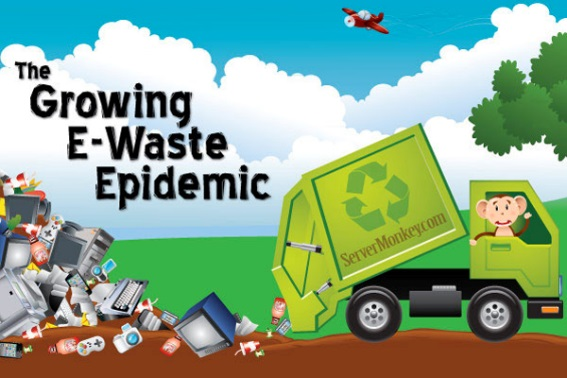 The
Growing
E-Waste
Epidemic
ServerMonkey.com